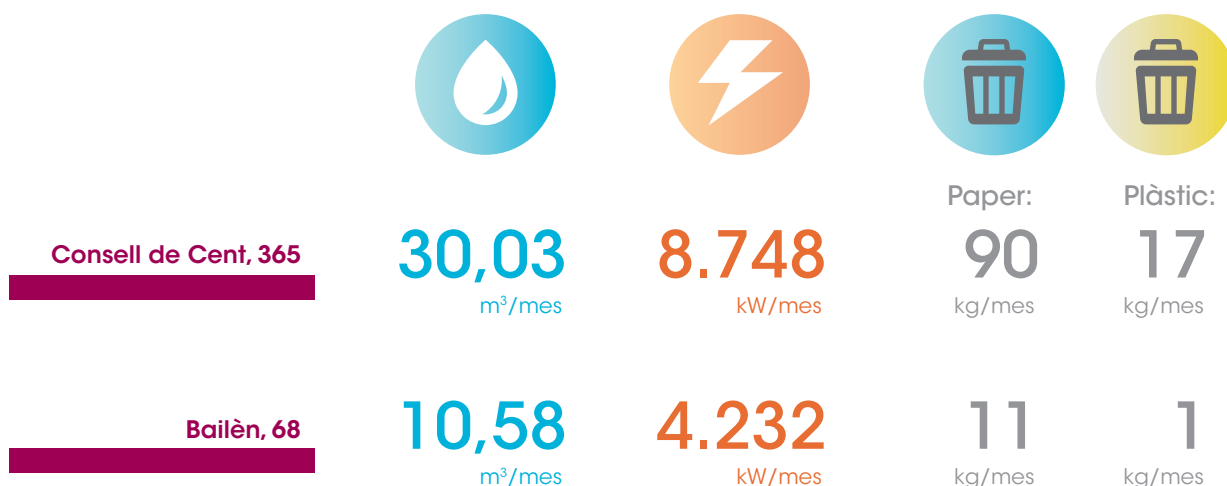 Paper: Plàstic:
Consell de Cent, 365 30,03 8.748 90 17
m³/mes kW/mes kg/mes kg/mes
Bailèn, 68 10,58 4.232 11 1
m³/mes kW/mes kg/mes kg/mes